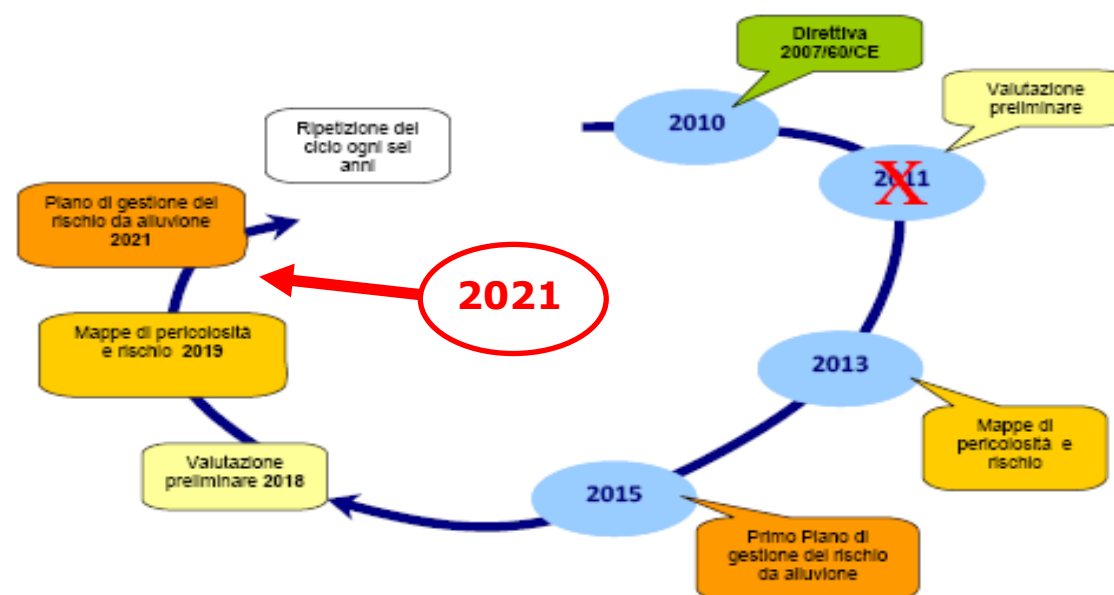 Direttiva
2007/60/CE
2010
Valutazione
preliminare
2011
X
2013
Mappe di
pericolosità e
rischio
2015
Primo Piano di
gestione del rischio
da alluvione
Valutazione
preliminare 2018
Mappe di pericolosità
e rischio 2019
Piano di gestione del
rischio da alluvione
2021
2021
Ripetizione del
ciclo ogni sei
anni